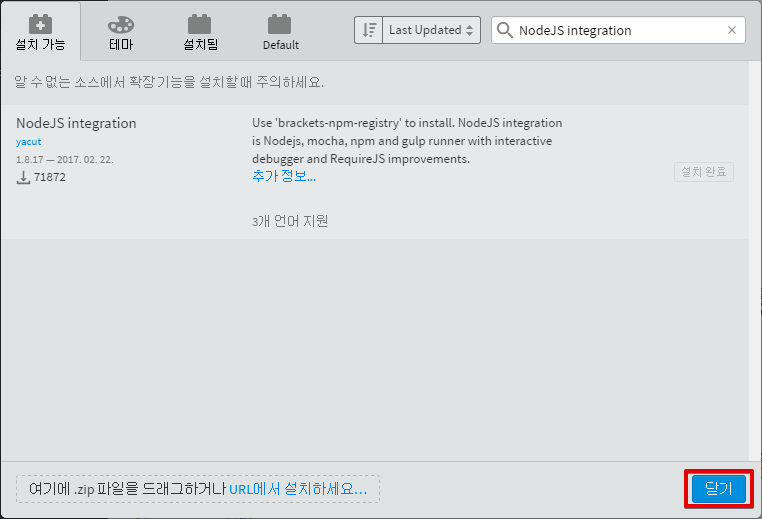 설치 가능
테마
설치됨
Default
Last Updated
NodeJS integration
알 수 없는 소스에서 확장기능을 설치할 때 주의하세요.
NodeJS integration
yacut
1.8.17 — 2017. 02. 22.
71872
Use 'brackets-npm-registry' to install. NodeJS integration
is Nodejs, mocha, npm and gulp runner with interactive
debugger and RequireJS improvements.
추가 정보...
3개 언어 지원
설치 완료
여기에 .zip 파일을 드래그하거나 URL에서 설치하세요...
닫기